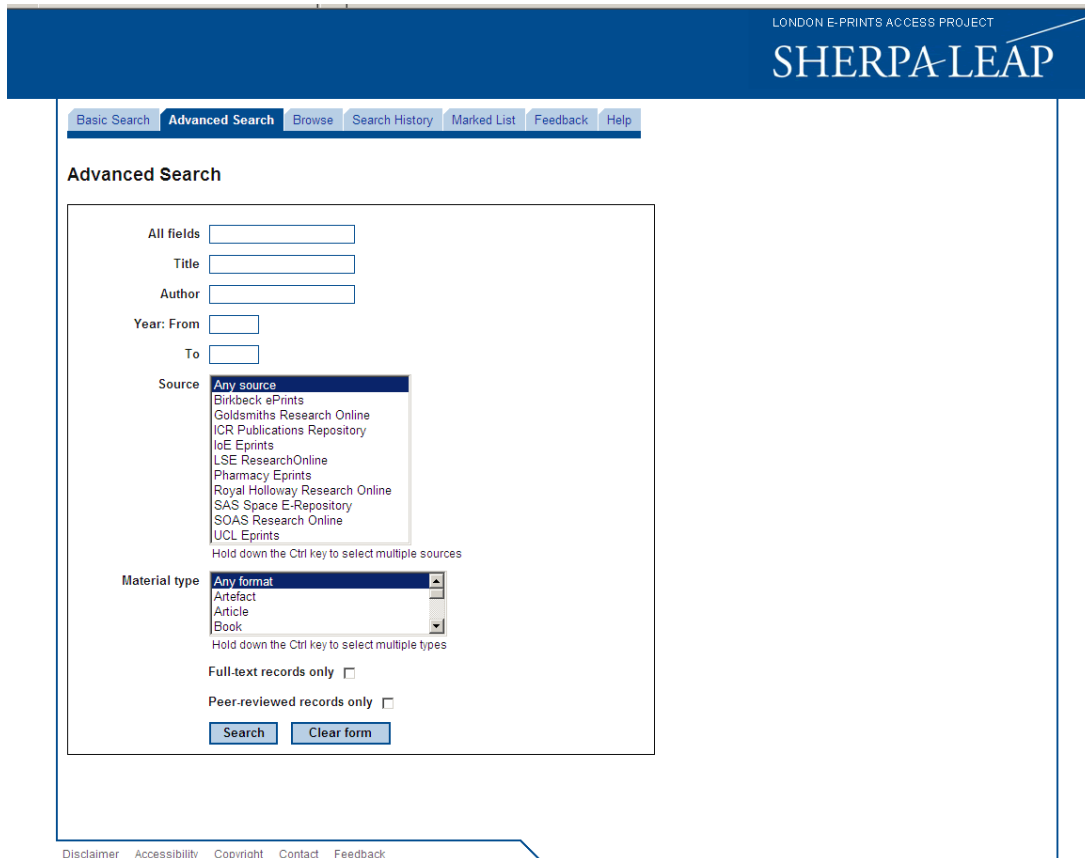 LONDON E-PRINTS ACCESS PROJECT
SHERPA-LEAP
Basic Search Advanced Search Browse Search History Marked List Feedback Help
Advanced Search
All fields
Title
Author
Year: From
To
Source Any source
Birkbeck ePrints
Goldsmiths Research Online
ICR Publications Repository
IoE Eprints
LSE ResearchOnline
Pharmacy Eprints
Royal Holloway Research Online
SAS Space E-Repository
SOAS Research Online
UCL Eprints
Hold down the Ctrl key to select multiple sources
Material type Any format
Artefact
Article
Book
Hold down the Ctrl key to select multiple types
Full-text records only
Peer-reviewed records only
Search Clear form
Disclaimer Accessibility Copyright Contact Feedback